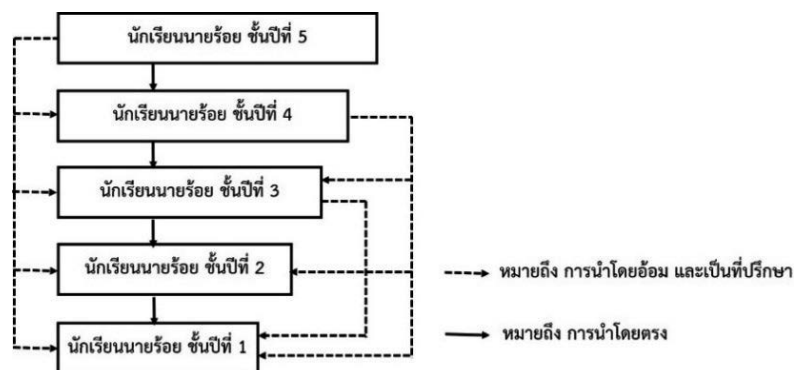 นักเรียนนายร้อย ชั้นปีที่ 5
นักเรียนนายร้อย ชั้นปีที่ 4
นักเรียนนายร้อย ชั้นปีที่ 3
นักเรียนนายร้อย ชั้นปีที่ 2
หมายถึง การนำโดยอ้อม และเป็นที่ปรึกษา
หมายถึง การนำโดยตรง
นักเรียนนายร้อย ชั้นปีที่ 1